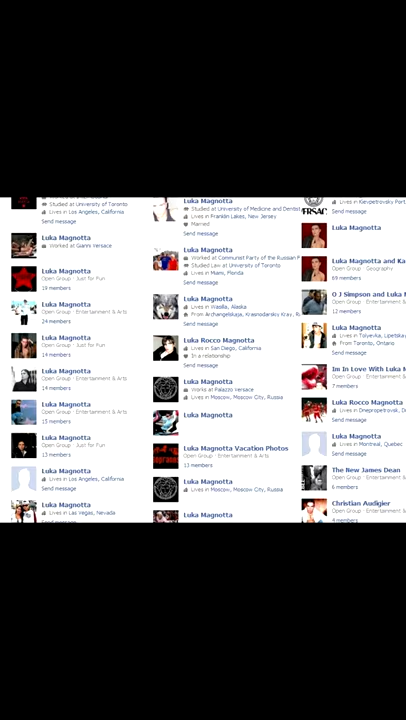 Studied at University of Toronto
Lives in Los Angeles, California
Send message
Luka Magnotta
Worked at Gianni Versace
Luka Magnotta
Open Group · Just for Fun
19 members
Luka Magnotta
Open Group · Entertainment & Arts
24 members
Luka Magnotta
Open Group · Just for Fun
14 members
Luka Magnotta
Open Group · Entertainment & Arts
14 members
Luka Magnotta
Open Group · Entertainment & Arts
15 members
Luka Magnotta
Open Group · Just for Fun
13 members
Luka Magnotta
Lives in Los Angeles, California
Send message
Luka Magnotta
Lives in Las Vegas, Nevada
Send message
Luka Magnotta
Studied at University of Medicine and Dentist
Lives in Franklin Lakes, New Jersey
Married
Send message
Luka Magnotta
Worked at Communist Party of the Russian F
Studied Law at University of Toronto
Lives in Miami, Florida
Send message
Luka Magnotta
Lives in Wasilla, Alaska
From Archangelskaja, Krasnodarskiy Kray, R
Send message
Luka Rocco Magnotta
Lives in San Diego, California
In a relationship
Send message
Luka Magnotta
Works at Palazzo Versace
Lives in Moscow, Moscow City, Russia
Luka Magnotta
Luka Magnotta Vacation Photos
Open Group · Entertainment & Arts
13 members
Luka Magnotta
Lives in Moscow, Moscow City, Russia
Send message
Luka Magnotta
Send message
Luka Magnotta
Luka Magnotta and Ka
Open Group · Geography
69 members
O J Simpson and Luka
Open Group · Entertainment
12 members
Luka Magnotta
From Toronto, Ontario
Send message
Im In Love With Luka
Open Group · Entertainment
7 members
Luka Rocco Magnotta
Send message
Luka Magnotta
Lives in Montreal, Quebec
Send message
The New James Dean
Open Group · Entertainment
6 members
Christian Audigier
Open Group · Entertainment
4 members